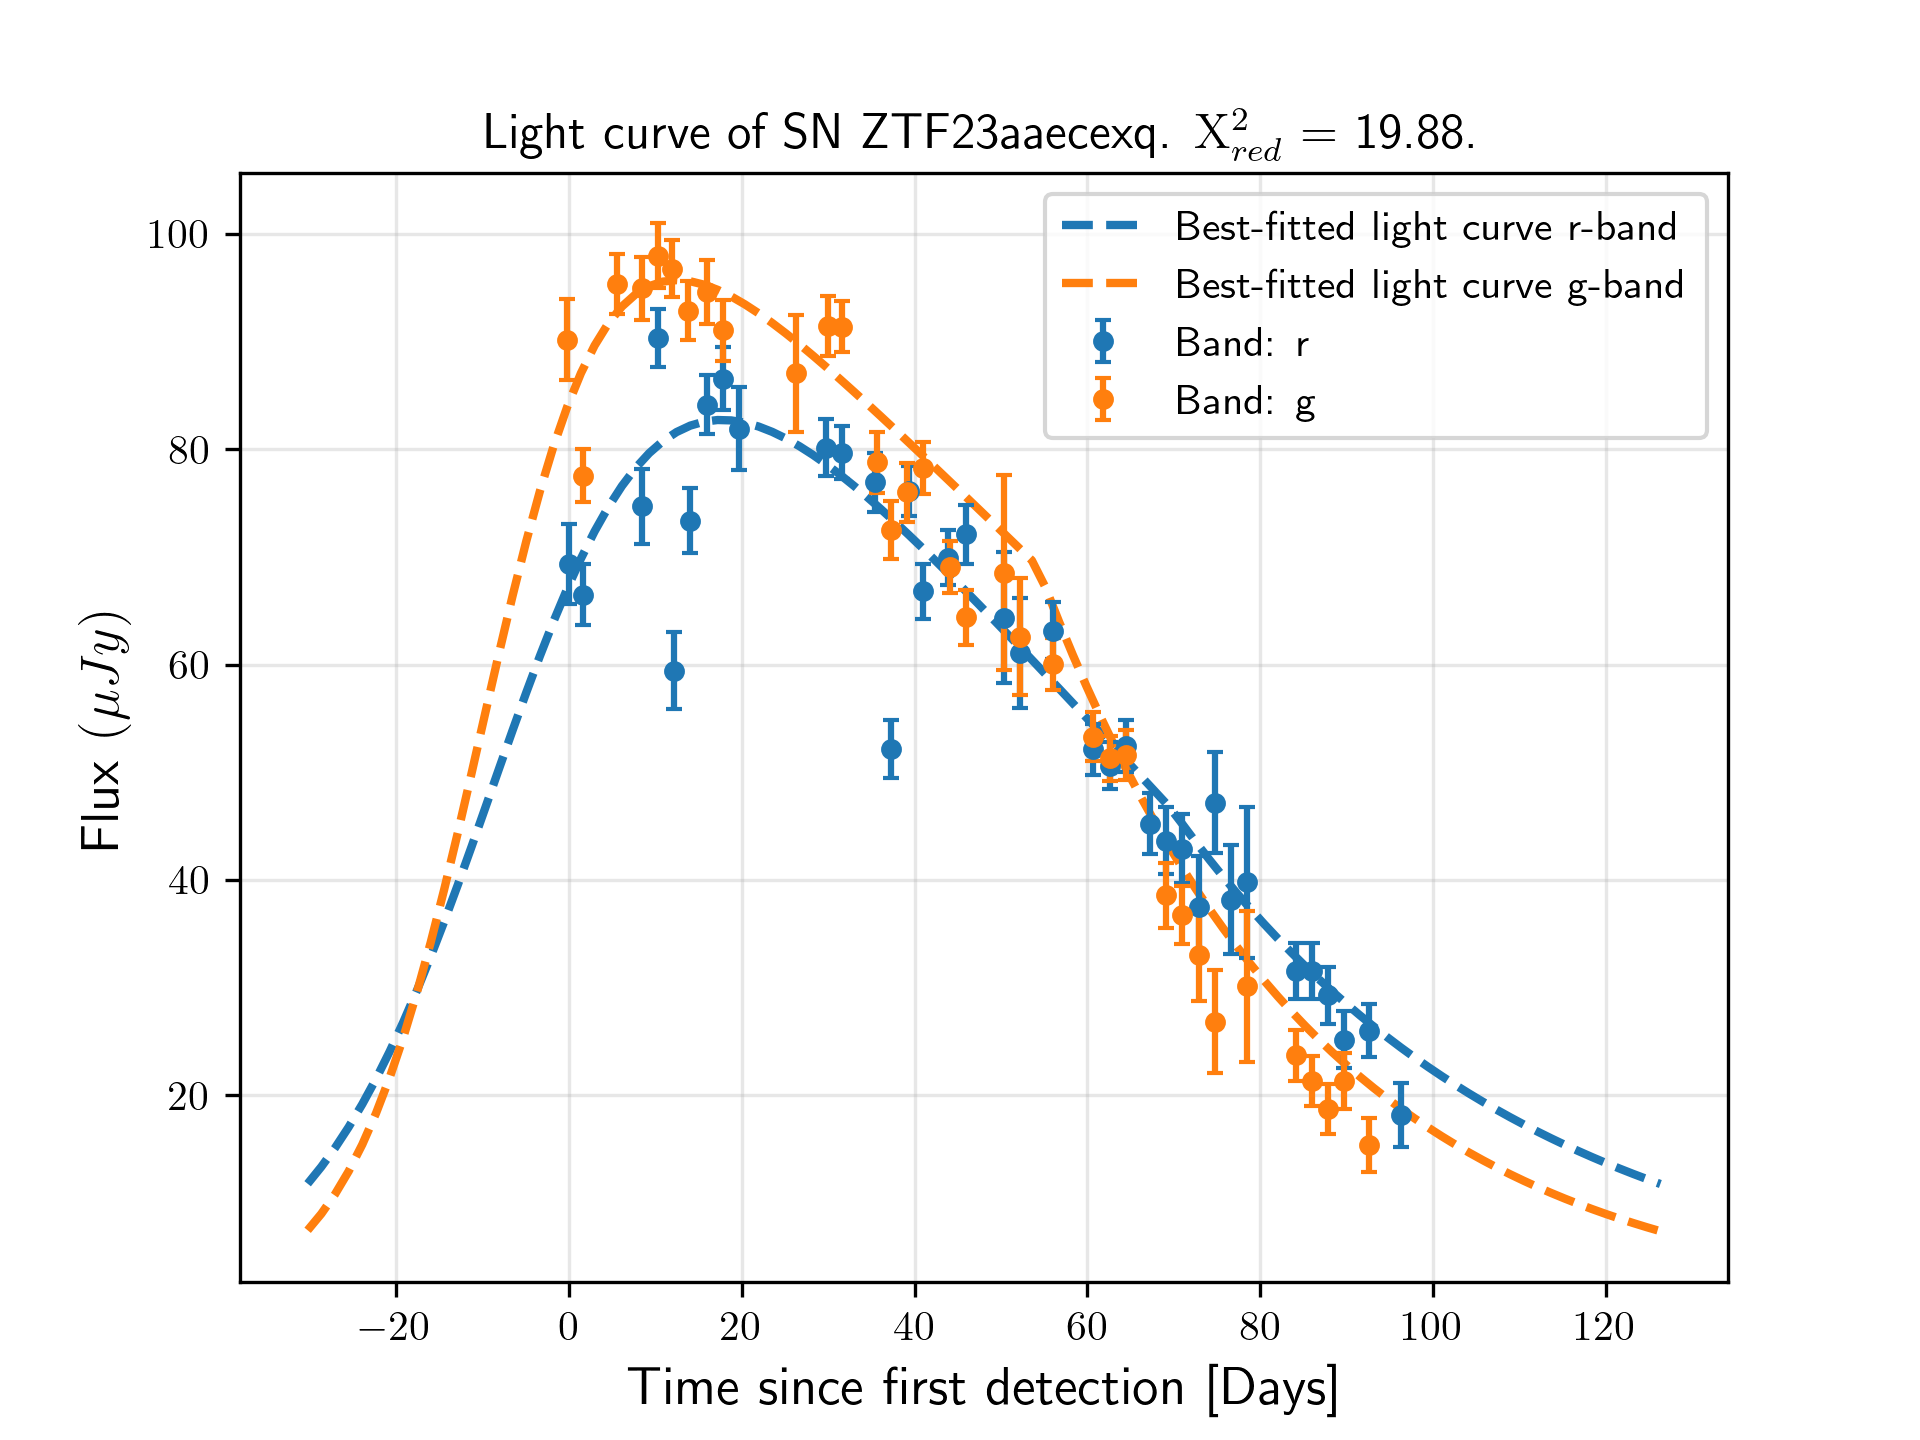 Light curve of SN ZTF23aaecexq. X²_red = 19.88.
Best-fitted light curve r-band
Best-fitted light curve g-band
Band: r
Band: g
100
80
60
40
20
Flux (μJy)
−20 0 20 40 60 80 100 120
Time since first detection [Days]